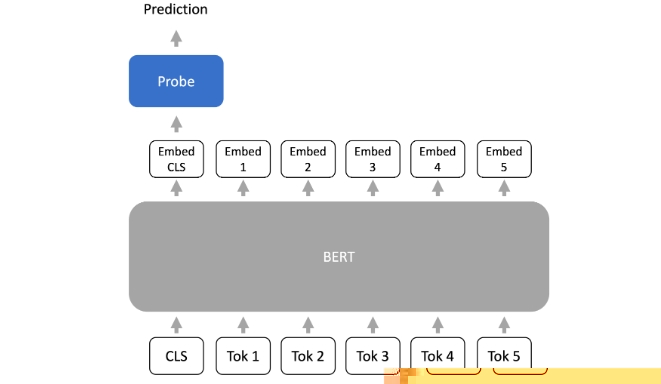 Prediction
Probe
Embed CLS
Embed 1
Embed 2
Embed 3
Embed 4
Embed 5
BERT
CLS
Tok 1
Tok 2
Tok 3
Tok 4
Tok 5